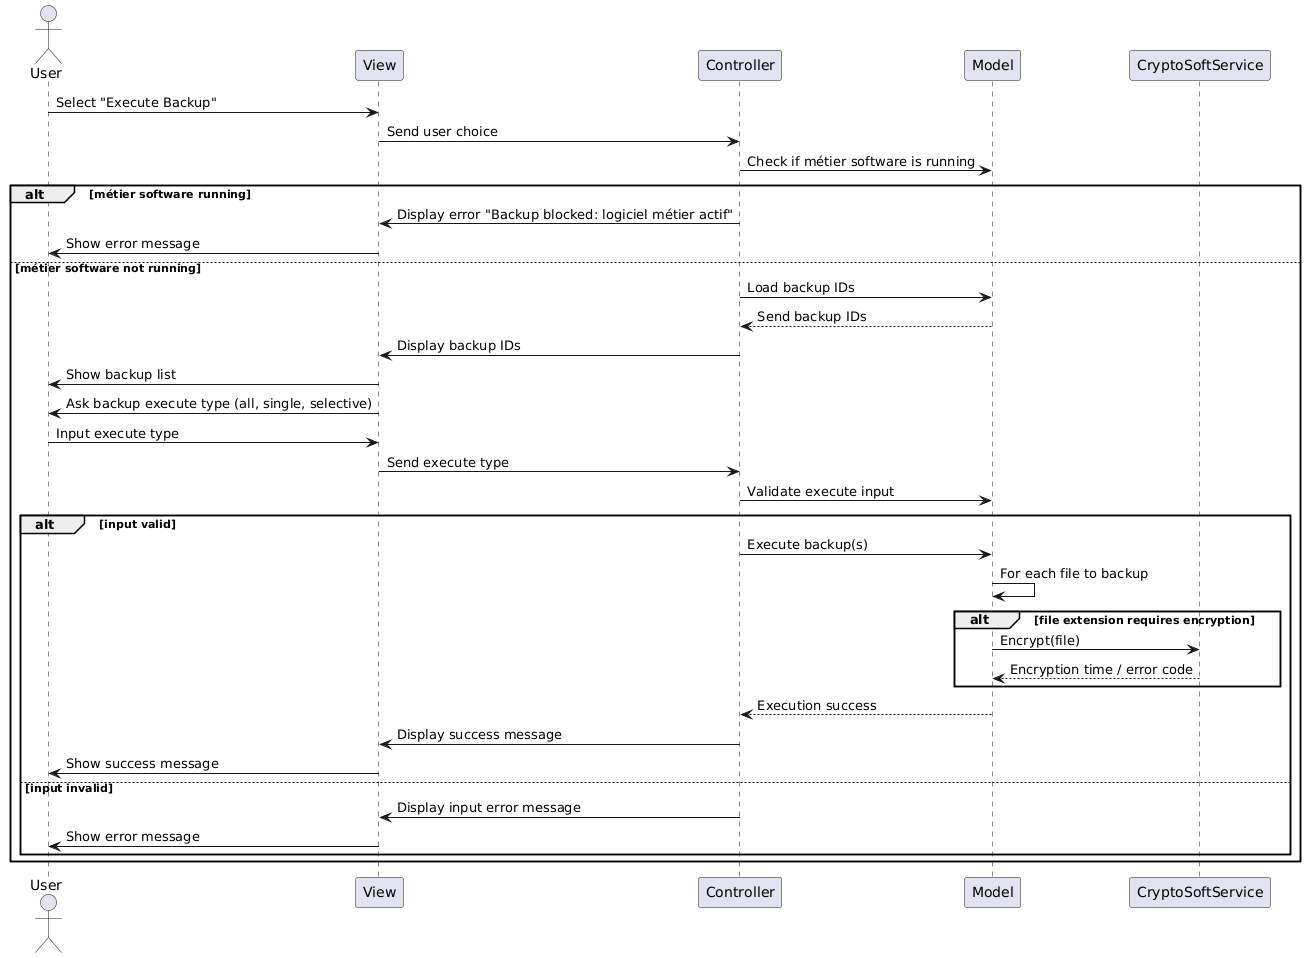 User
View
Controller
Model
CryptoSoftService
Select "Execute Backup"
Send user choice
Check if métier software is running
alt [métier software running]
Display error "Backup blocked: logiciel métier actif"
Show error message
[métier software not running]
Load backup IDs
Send backup IDs
Display backup IDs
Show backup list
Ask backup execute type (all, single, selective)
Input execute type
Send execute type
Validate execute input
alt [input valid]
Execute backup(s)
For each file to backup
alt [file extension requires encryption]
Encrypt(file)
Encryption time / error code
Execution success
Display success message
Show success message
[input invalid]
Display input error message
Show error message
User
View
Controller
Model
CryptoSoftService